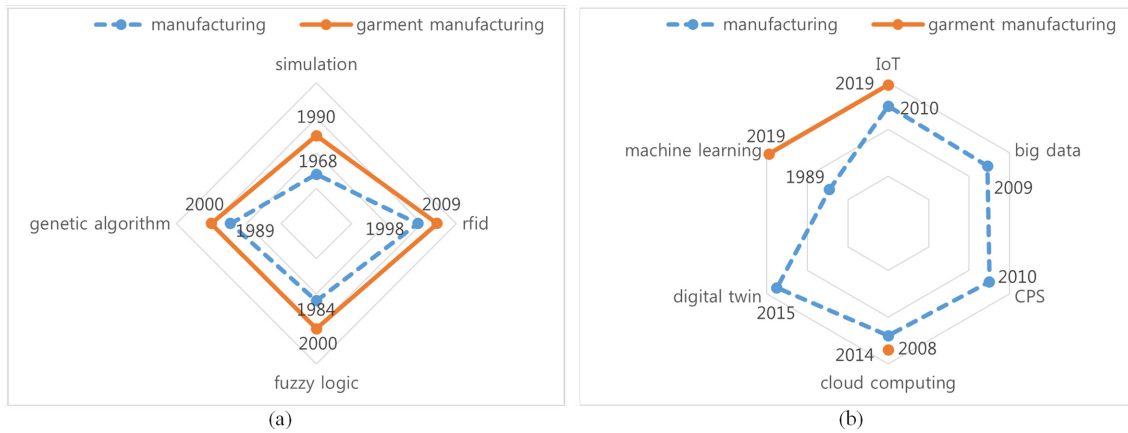 manufacturing garment manufacturing
simulation
1990
1968
2000 2009
genetic algorithm 1989 1998 rfid
1984
2000
fuzzy logic
(a)
manufacturing garment manufacturing
IoT
2019
2010
2019
machine learning big data
1989
2009
2010
digital twin CPS
2015
2014 2008
cloud computing
(b)